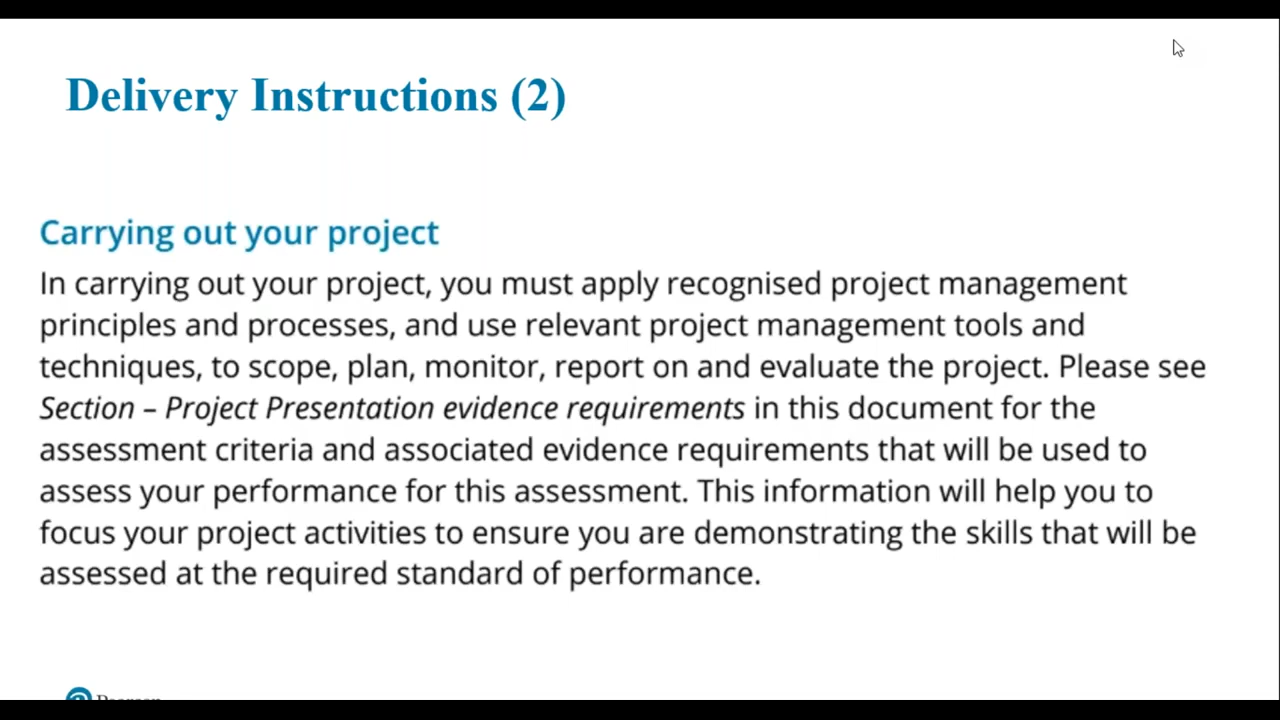 Delivery Instructions (2)
Carrying out your project
In carrying out your project, you must apply recognised project management
principles and processes, and use relevant project management tools and
techniques, to scope, plan, monitor, report on and evaluate the project. Please see
Section – Project Presentation evidence requirements in this document for the
assessment criteria and associated evidence requirements that will be used to
assess your performance for this assessment. This information will help you to
focus your project activities to ensure you are demonstrating the skills that will be
assessed at the required standard of performance.
Pearson